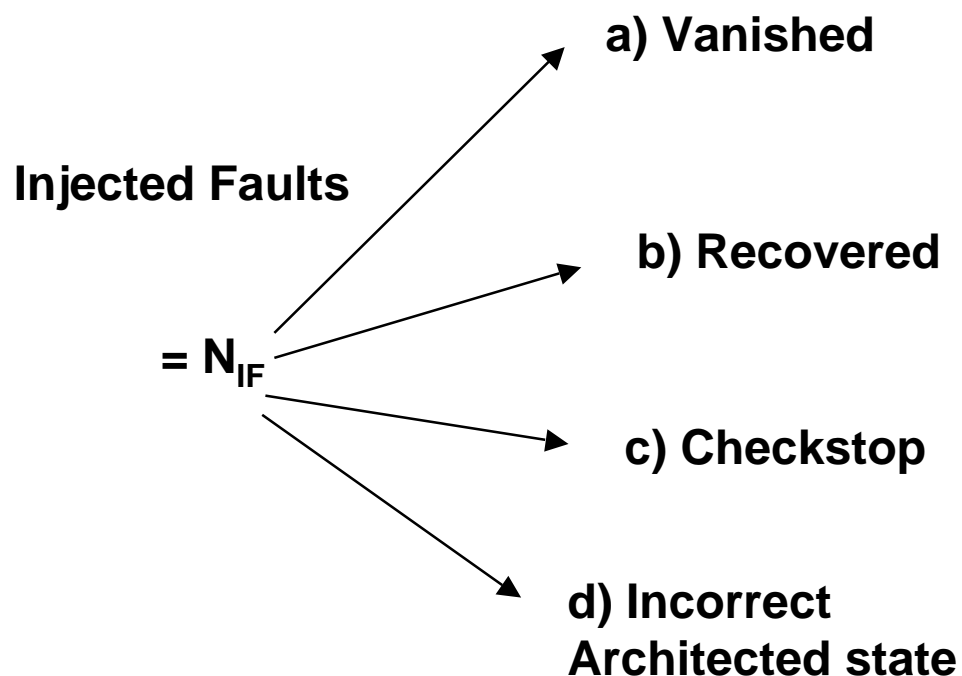 a) Vanished
Injected Faults
b) Recovered
= N_IF
c) Checkstop
d) Incorrect
Architected state